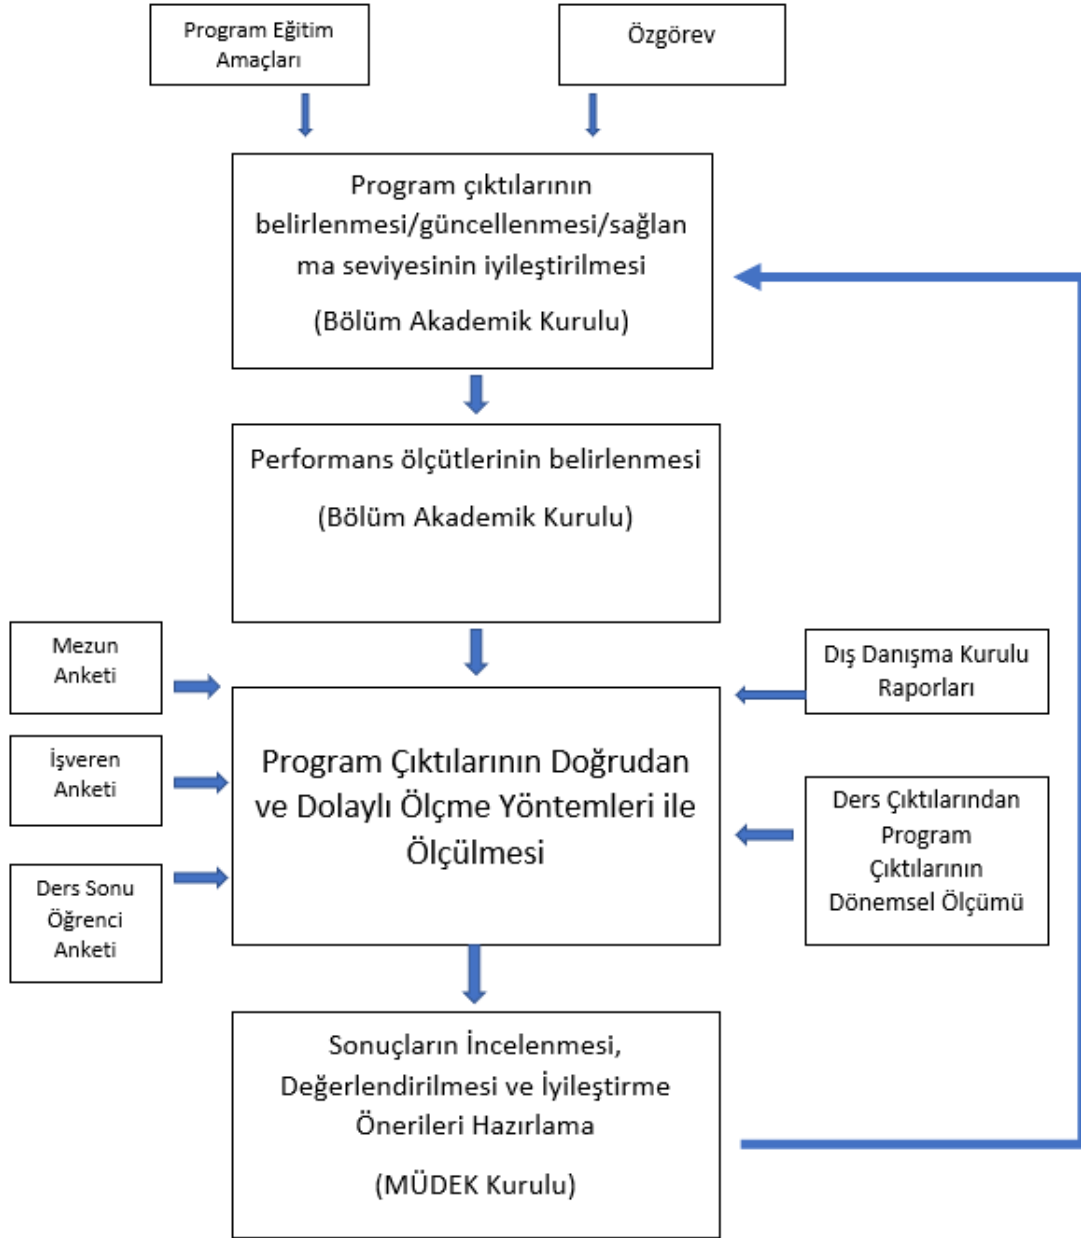 Program Eğitim
Amaçları
Özgörev
Program çıktılarının
belirlenmesi/güncellenmesi/sağlan
ma seviyesinin iyileştirilmesi
(Bölüm Akademik Kurulu)
Performans ölçütlerinin belirlenmesi
(Bölüm Akademik Kurulu)
Mezun
Anketi
İşveren
Anketi
Ders Sonu
Öğrenci
Anketi
Program Çıktılarının Doğrudan
ve Dolaylı Ölçme Yöntemleri ile
Ölçülmesi
Dış Danışma Kurulu
Raporları
Ders Çıktılarından
Program
Çıktılarının
Dönemsel Ölçümü
Sonuçların İncelenmesi,
Değerlendirilmesi ve İyileştirme
Önerileri Hazırlama
(MÜDEK Kurulu)